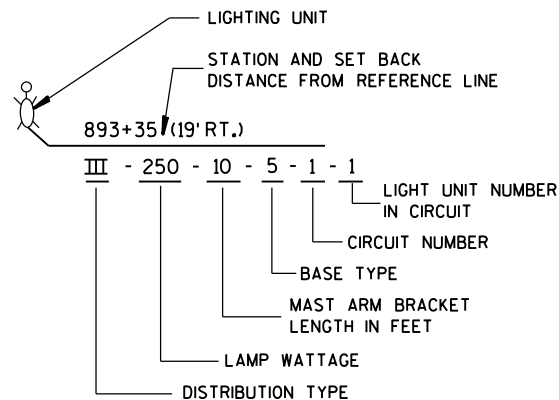 LIGHTING UNIT
STATION AND SET BACK
DISTANCE FROM REFERENCE LINE
893+35 (19' RT.)
III - 250 - 10 - 5 - 1 - 1
LIGHT UNIT NUMBER
IN CIRCUIT
CIRCUIT NUMBER
BASE TYPE
MAST ARM BRACKET
LENGTH IN FEET
LAMP WATTAGE
DISTRIBUTION TYPE